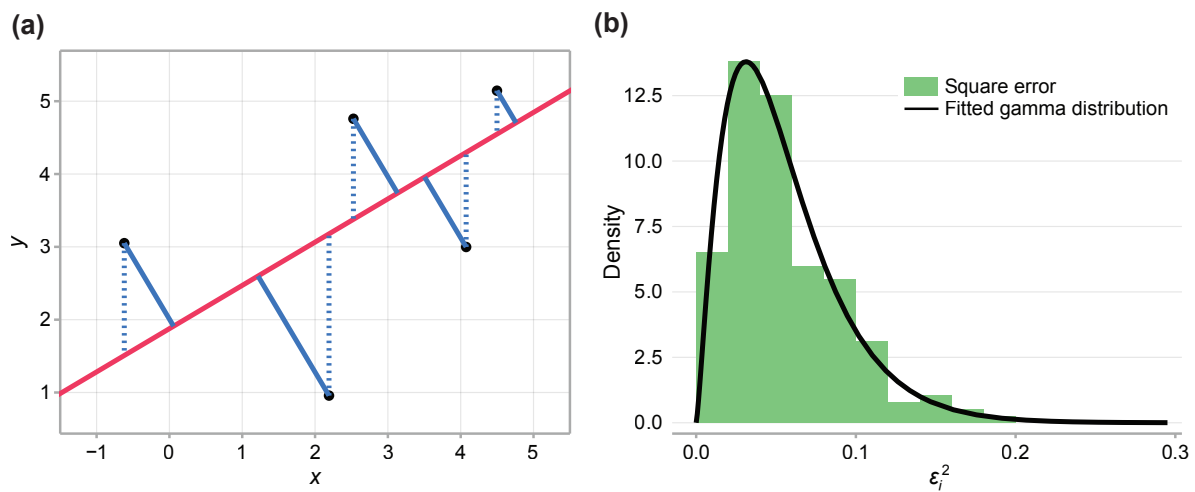 (a)
5
4
3
2
1
y
−1 0 1 2 3 4 5
x
(b)
12.5
10.0
7.5
5.0
2.5
0.0
Density
Square error
Fitted gamma distribution
0.0 0.1 0.2 0.3
ε_i^2